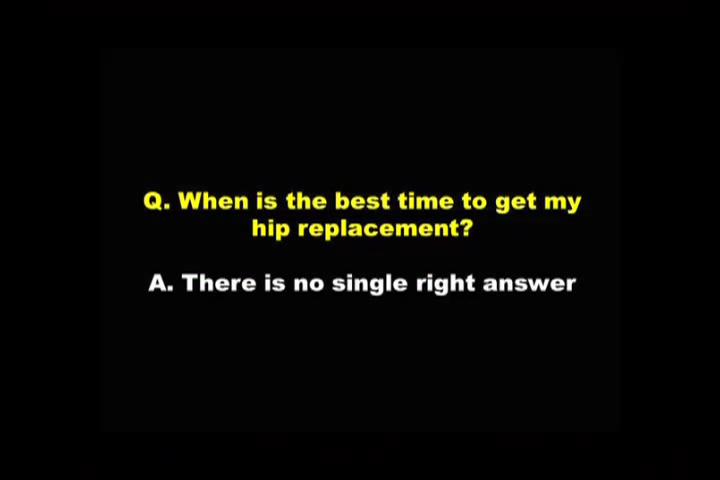 Q. When is the best time to get my
hip replacement?
A. There is no single right answer